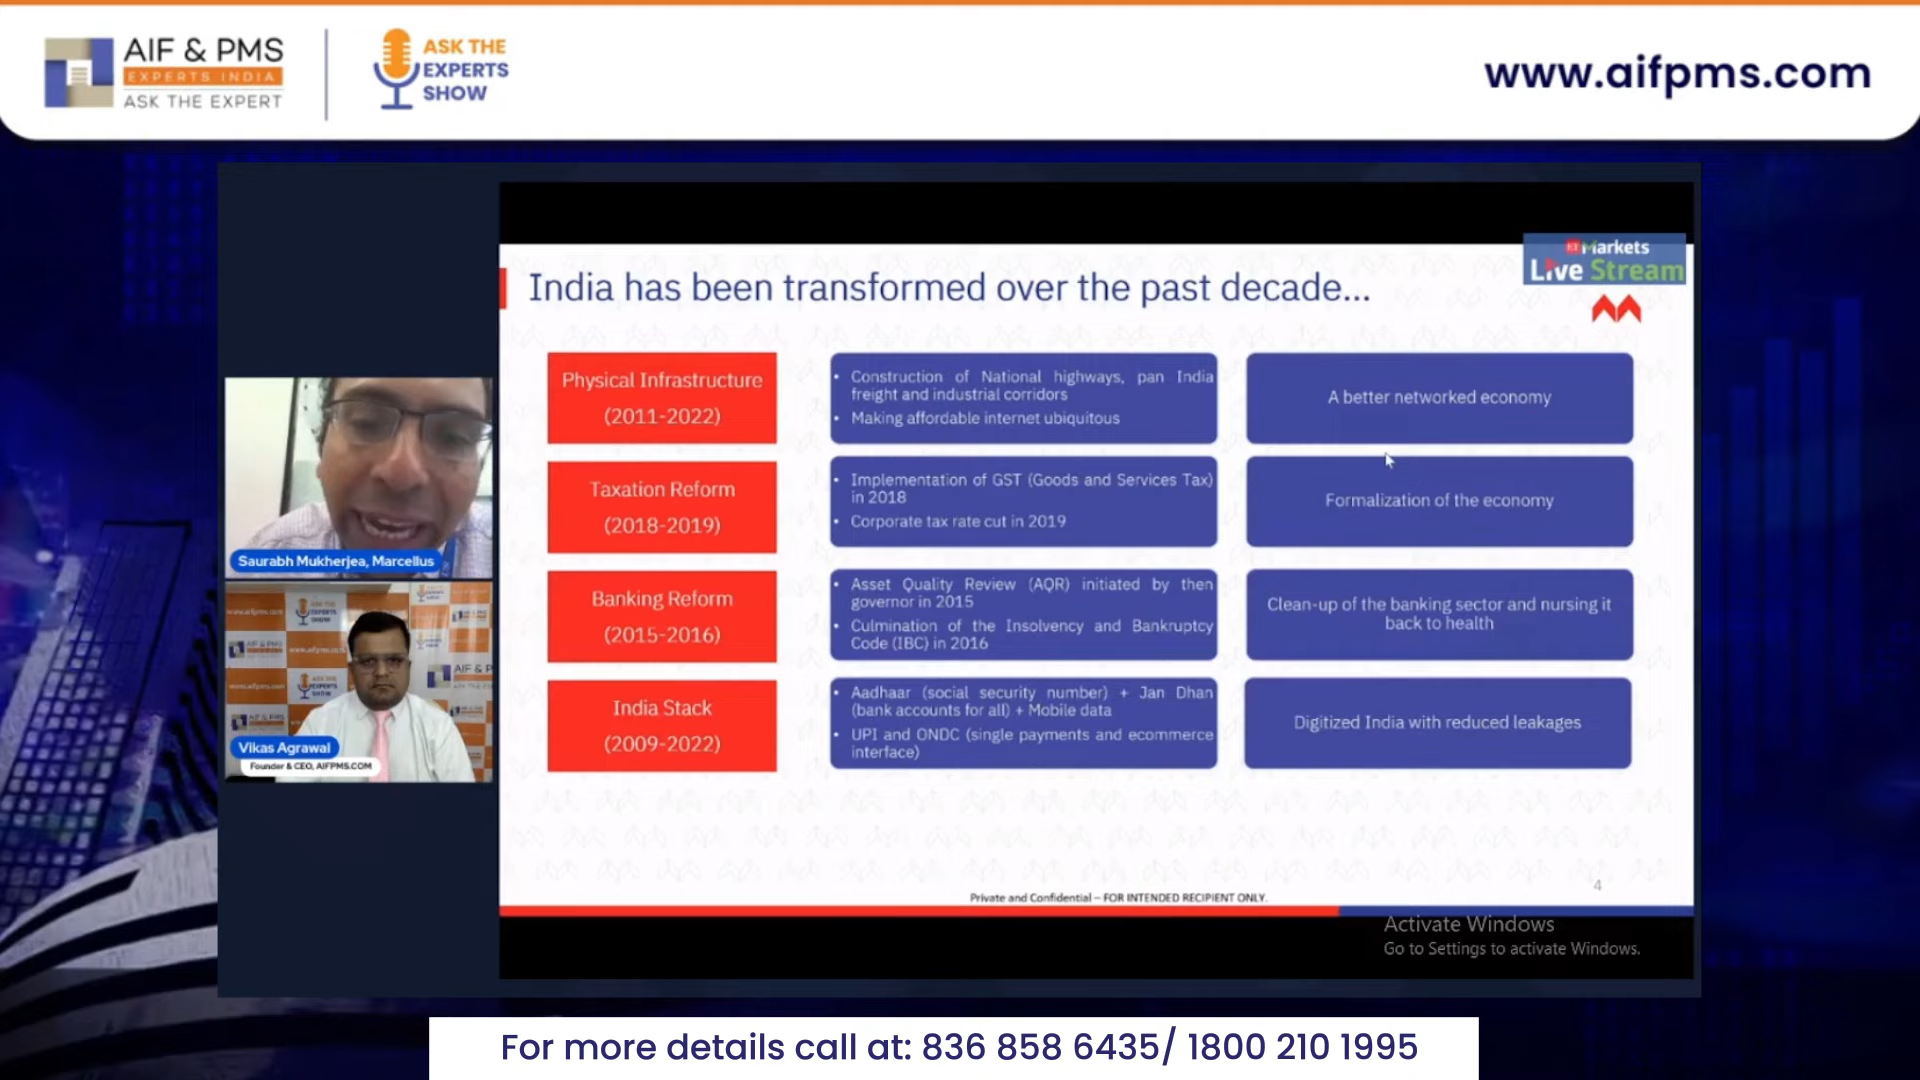 AIF & PMS
EXPERTS INDIA
ASK THE EXPERT
ASK THE
EXPERTS
SHOW
www.aifpms.com
ET Markets
Live Stream
India has been transformed over the past decade...
Physical Infrastructure
(2011-2022)
• Construction of National highways, pan India
freight and industrial corridors
• Making affordable internet ubiquitous
A better networked economy
Taxation Reform
(2018-2019)
• Implementation of GST (Goods and Services Tax)
in 2018
• Corporate tax rate cut in 2019
Formalization of the economy
Banking Reform
(2015-2016)
• Asset Quality Review (AQR) initiated by then
governor in 2015
• Culmination of the Insolvency and Bankruptcy
Code (IBC) in 2016
Clean-up of the banking sector and nursing it
back to health
India Stack
(2009-2022)
• Aadhaar (social security number) + Jan Dhan
(bank accounts for all) + Mobile data
• UPI and ONDC (single payments and ecommerce
interface)
Digitized India with reduced leakages
4
Private and Confidential – FOR INTENDED RECIPIENT ONLY.
Activate Windows
Go to Settings to activate Windows.
Saurabh Mukherjea, Marcellus
Vikas Agrawal
Founder & CEO, AIFPMS.COM
For more details call at: 836 858 6435/ 1800 210 1995